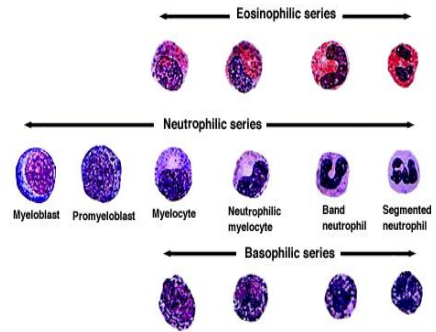 Eosinophilic series
Neutrophilic series
Myeloblast
Promyeloblast
Myelocyte
Neutrophilic
myelocyte
Band
neutrophil
Segmented
neutrophil
Basophilic series